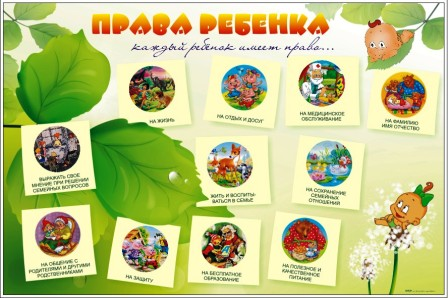 ПРАВА РЕБЕНКА
каждый ребенок имеет право...
НА ЖИЗНЬ
НА ОТДЫХ И ДОСУГ
НА МЕДИЦИНСКОЕ
ОБСЛУЖИВАНИЕ
НА ФАМИЛИЮ
ИМЯ ОТЧЕСТВО
ВЫРАЖАТЬ СВОЕ
МНЕНИЕ ПРИ РЕШЕНИИ
СЕМЕЙНЫХ ВОПРОСОВ
ЖИТЬ И ВОСПИТЫ-
ВАТЬСЯ В СЕМЬЕ
НА СОХРАНЕНИЕ
СЕМЕЙНЫХ
ОТНОШЕНИЙ
НА ОБЩЕНИЕ С
РОДИТЕЛЯМИ И ДРУГИМИ
РОДСТВЕННИКАМИ
НА ЗАЩИТУ
НА БЕСПЛАТНОЕ
ОБРАЗОВАНИЕ
НА ПОЛЕЗНОЕ И
КАЧЕСТВЕННОЕ
ПИТАНИЕ